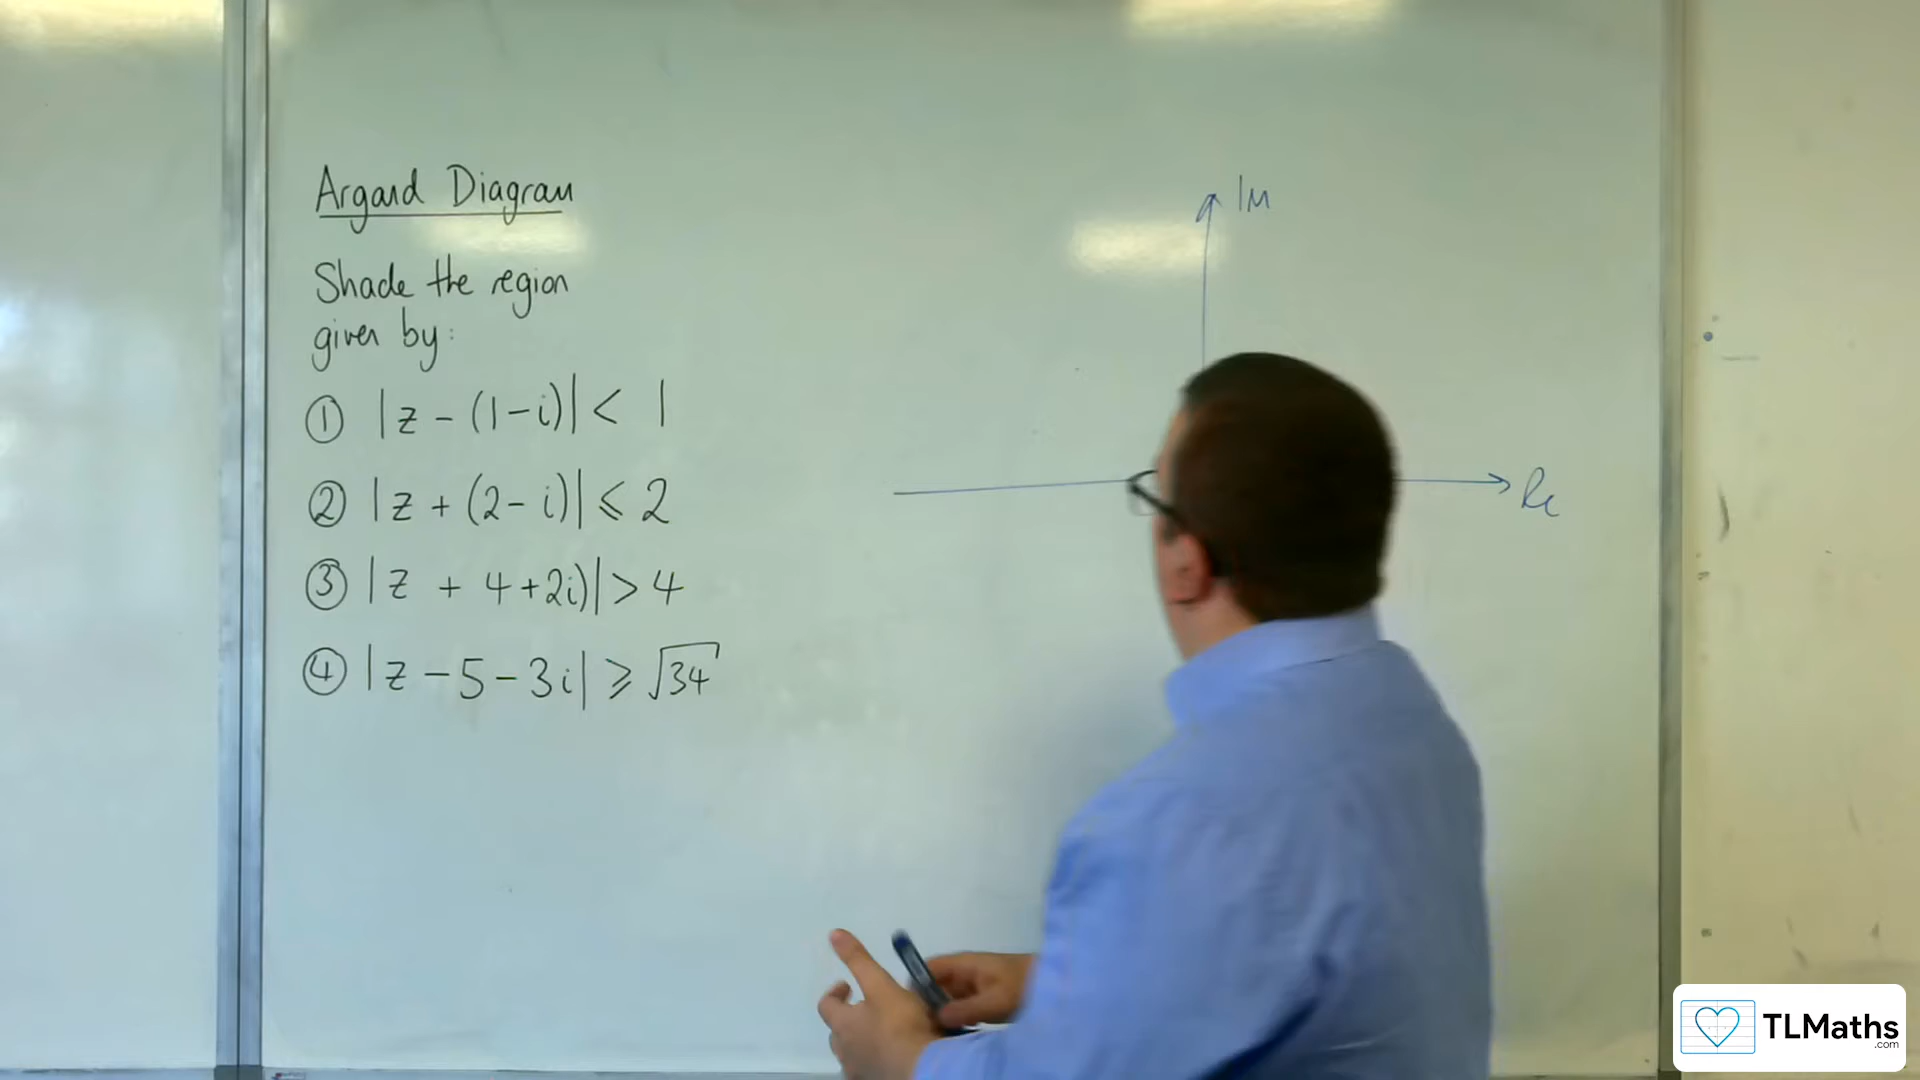 Argand Diagram
Shade the region
given by:
① |z - (1-i)| < 1
② |z + (2-i)| ⩽ 2
③ |z + 4+2i)| > 4
④ |z - 5 - 3i| ⩾ √34
Im
Re
TLMaths
.com